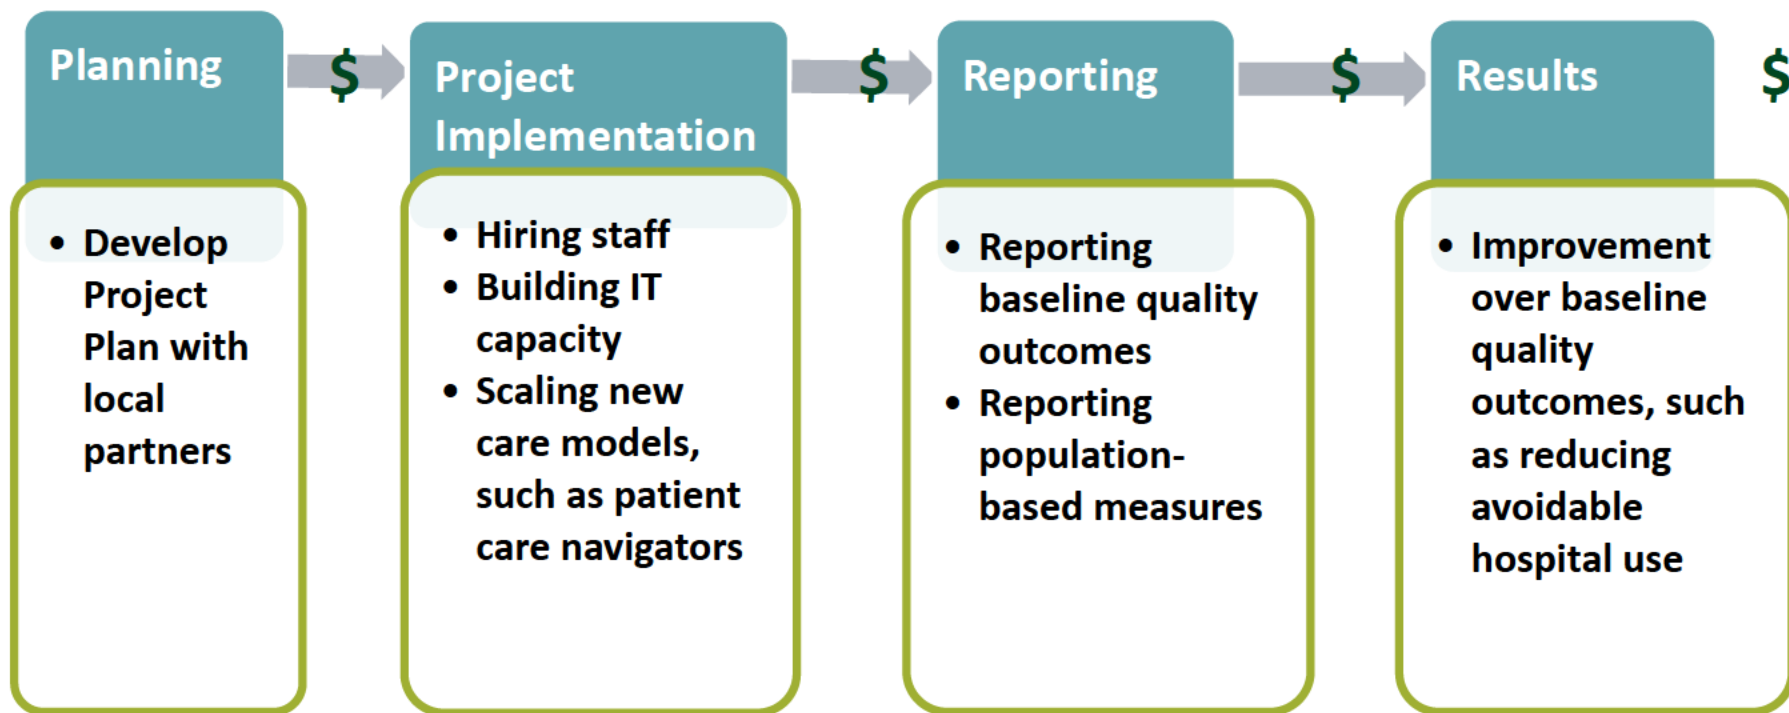 Planning
$
Project
Implementation
$
Reporting
$
Results
$
• Develop
Project
Plan with
local
partners
• Hiring staff
• Building IT
capacity
• Scaling new
care models,
such as patient
care navigators
• Reporting
baseline quality
outcomes
• Reporting
population-
based measures
• Improvement
over baseline
quality
outcomes, such
as reducing
avoidable
hospital use